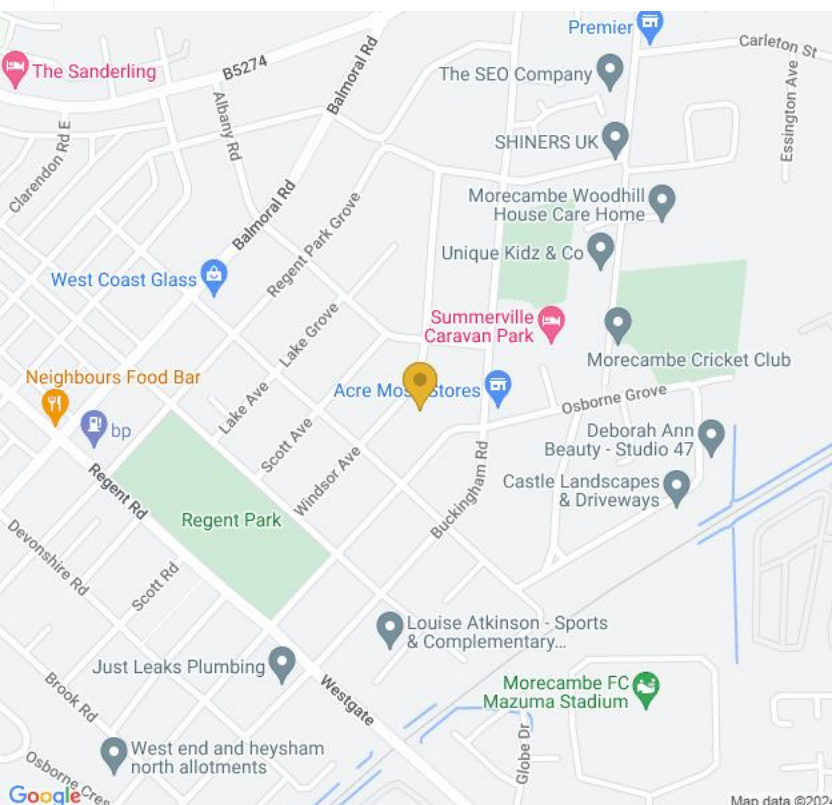 Premier
Carleton St
The Sanderling
B5274
Balmoral Rd
The SEO Company
Essington Ave
Albany Rd
SHINERS UK
Clarendon Rd E
Morecambe Woodhill
House Care Home
Balmoral Rd
Regent Park Grove
Unique Kidz & Co
West Coast Glass
Summerville
Caravan Park
Lake Grove
Morecambe Cricket Club
Neighbours Food Bar
Acre Moss Stores
Osborne Grove
bp
Lake Ave
Scott Ave
Deborah Ann
Beauty - Studio 47
Windsor Ave
Buckingham Rd
Castle Landscapes
& Driveways
Regent Rd
Regent Park
Devonshire Rd
Scott Rd
Louise Atkinson - Sports
& Complementary...
Just Leaks Plumbing
Westgate
Morecambe FC
Mazuma Stadium
Brook Rd
West end and heysham
north allotments
Globe Dr
Osborne Cres
Google
Map data ©2024